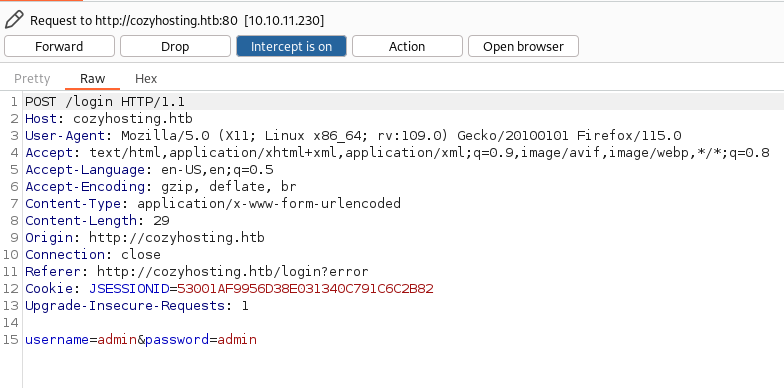 Request to http://cozyhosting.htb:80 [10.10.11.230]
Forward Drop Intercept is on Action Open browser
Pretty Raw Hex
1 POST /login HTTP/1.1
2 Host: cozyhosting.htb
3 User-Agent: Mozilla/5.0 (X11; Linux x86_64; rv:109.0) Gecko/20100101 Firefox/115.0
4 Accept: text/html,application/xhtml+xml,application/xml;q=0.9,image/avif,image/webp,*/*;q=0.8
5 Accept-Language: en-US,en;q=0.5
6 Accept-Encoding: gzip, deflate, br
7 Content-Type: application/x-www-form-urlencoded
8 Content-Length: 29
9 Origin: http://cozyhosting.htb
10 Connection: close
11 Referer: http://cozyhosting.htb/login?error
12 Cookie: JSESSIONID=53001AF9956D38E031340C791C6C2B82
13 Upgrade-Insecure-Requests: 1
14
15 username=admin&password=admin